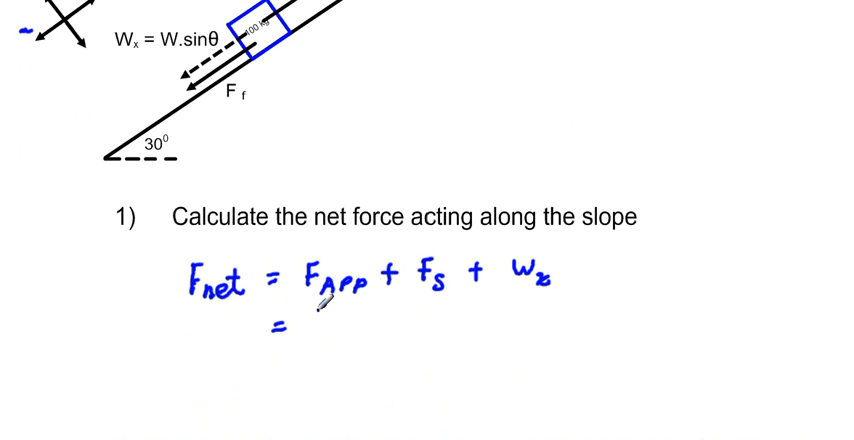 100 kg
Wx = W.sinθ
F f
30⁰
1) Calculate the net force acting along the slope
Fnet = FAPP + Fs + Wx
=